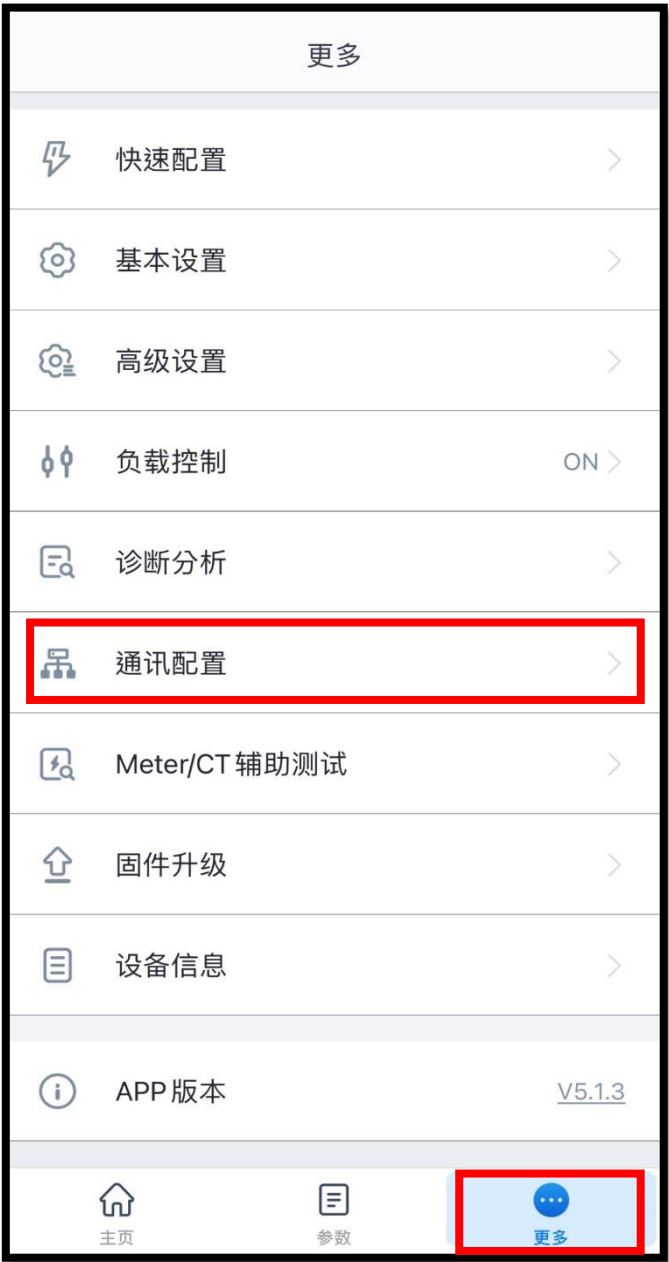 更多
快速配置
基本设置
高级设置
负载控制 ON
诊断分析
通讯配置
Meter/CT 辅助测试
固件升级
设备信息
APP 版本 V5.1.3
主页 参数 更多